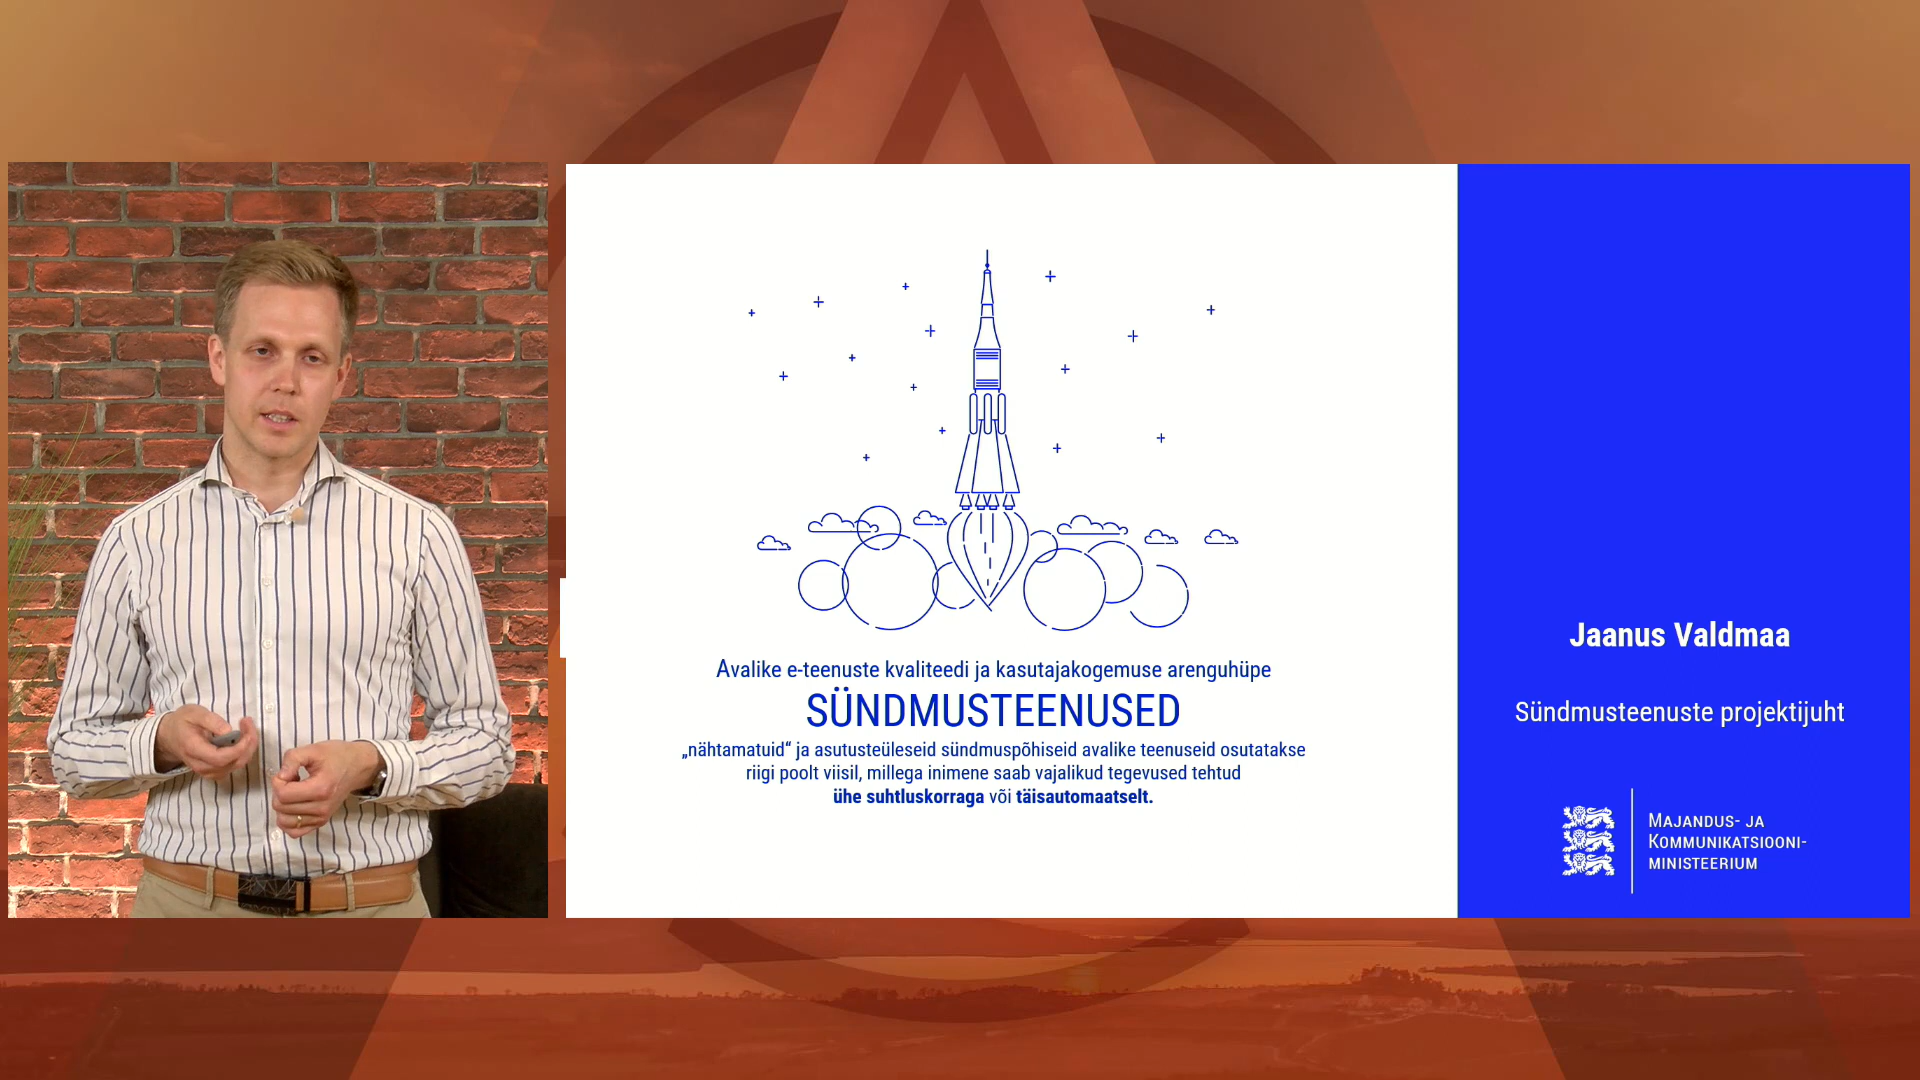 Avalike e-teenuste kvaliteedi ja kasutajakogemuse arenguhüpe
SÜNDMUSTEENUSED
„nähtamatuid“ ja asutusteüleseid sündmuspõhiseid avalike teenuseid osutatakse
riigi poolt viisil, millega inimene saab vajalikud tegevused tehtud
ühe suhtluskorraga või täisautomaatselt.
Jaanus Valdmaa
Sündmusteenuste projektijuht
MAJANDUS- JA
KOMMUNIKATSIOONI-
MINISTEERIUM